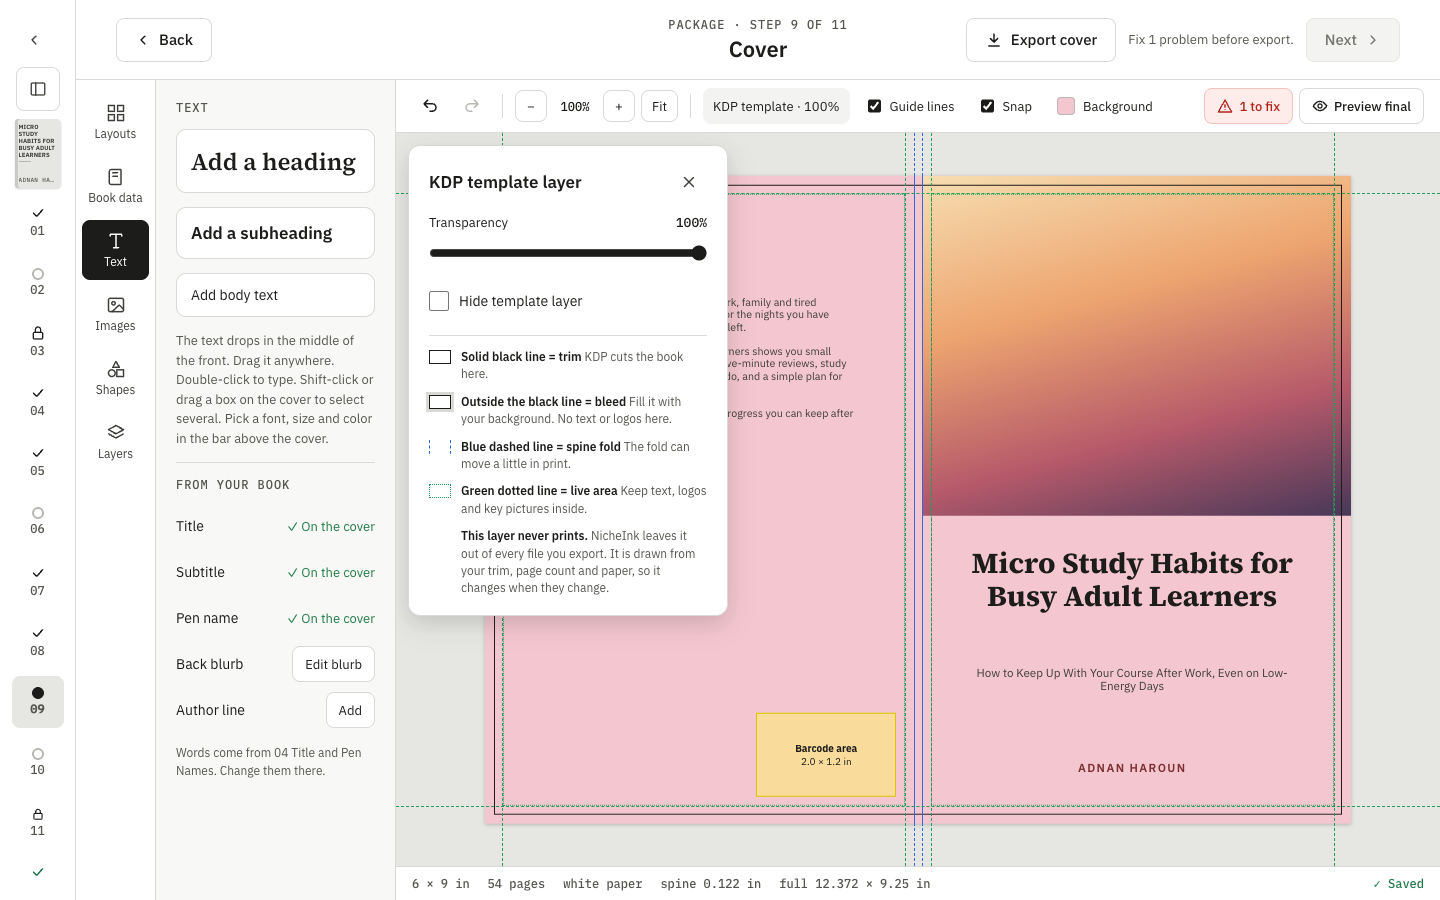 PACKAGE · STEP 9 OF 11
Cover
Back
Export cover
Fix 1 problem before export.
Next
MICRO
STUDY
HABITS FOR
BUSY ADULT
LEARNERS
ADNAN HA…
01
02
03
04
05
06
07
08
09
10
11
Layouts
Book data
Text
Images
Shapes
Layers
TEXT
Add a heading
Add a subheading
Add body text
The text drops in the middle of
the front. Drag it anywhere.
Double-click to type. Shift-click or
drag a box on the cover to select
several. Pick a font, size and color
in the bar above the cover.
FROM YOUR BOOK
Title ✓ On the cover
Subtitle ✓ On the cover
Pen name ✓ On the cover
Back blurb Edit blurb
Author line Add
Words come from 04 Title and Pen
Names. Change them there.
− 100% + Fit
KDP template · 100%
Guide lines
Snap
Background
1 to fix
Preview final
KDP template layer
Transparency 100%
Hide template layer
Solid black line = trim KDP cuts the book
here.
Outside the black line = bleed Fill it with
your background. No text or logos here.
Blue dashed line = spine fold The fold can
move a little in print.
Green dotted line = live area Keep text, logos
and key pictures inside.
This layer never prints. NicheInk leaves it
out of every file you export. It is drawn from
your trim, page count and paper, so it
changes when they change.
rk, family and tired
or the nights you have
left.
ners shows you small
ve-minute reviews, study
do, and a simple plan for
rogress you can keep after
Barcode area
2.0 × 1.2 in
Micro Study Habits for
Busy Adult Learners
How to Keep Up With Your Course After Work, Even on Low-
Energy Days
ADNAN HAROUN
6 × 9 in 54 pages white paper spine 0.122 in full 12.372 × 9.25 in
✓ Saved